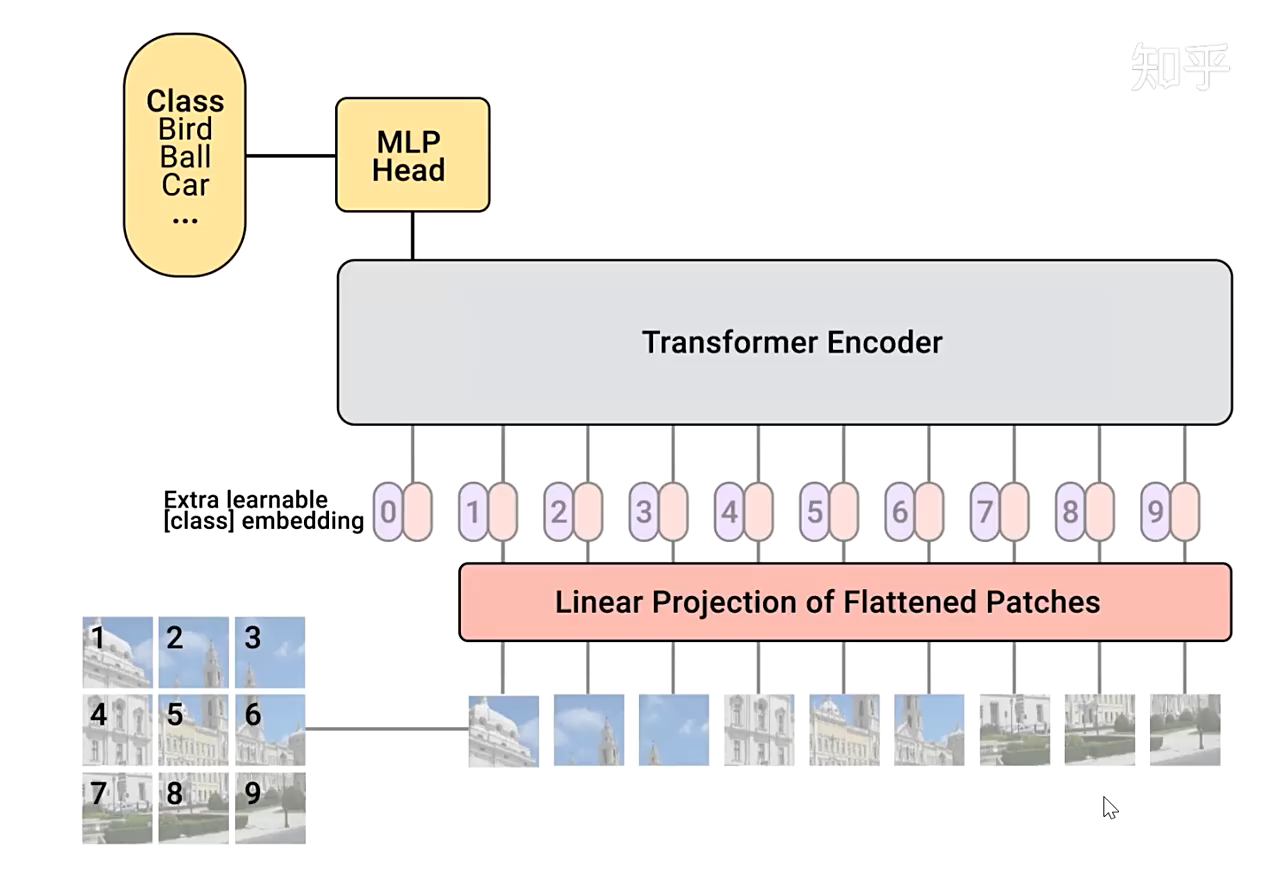 知乎
Class
Bird
Ball
Car
...
MLP
Head
Transformer Encoder
Extra learnable
[class] embedding
0 1 2 3 4 5 6 7 8 9
Linear Projection of Flattened Patches
1 2 3
4 5 6
7 8 9